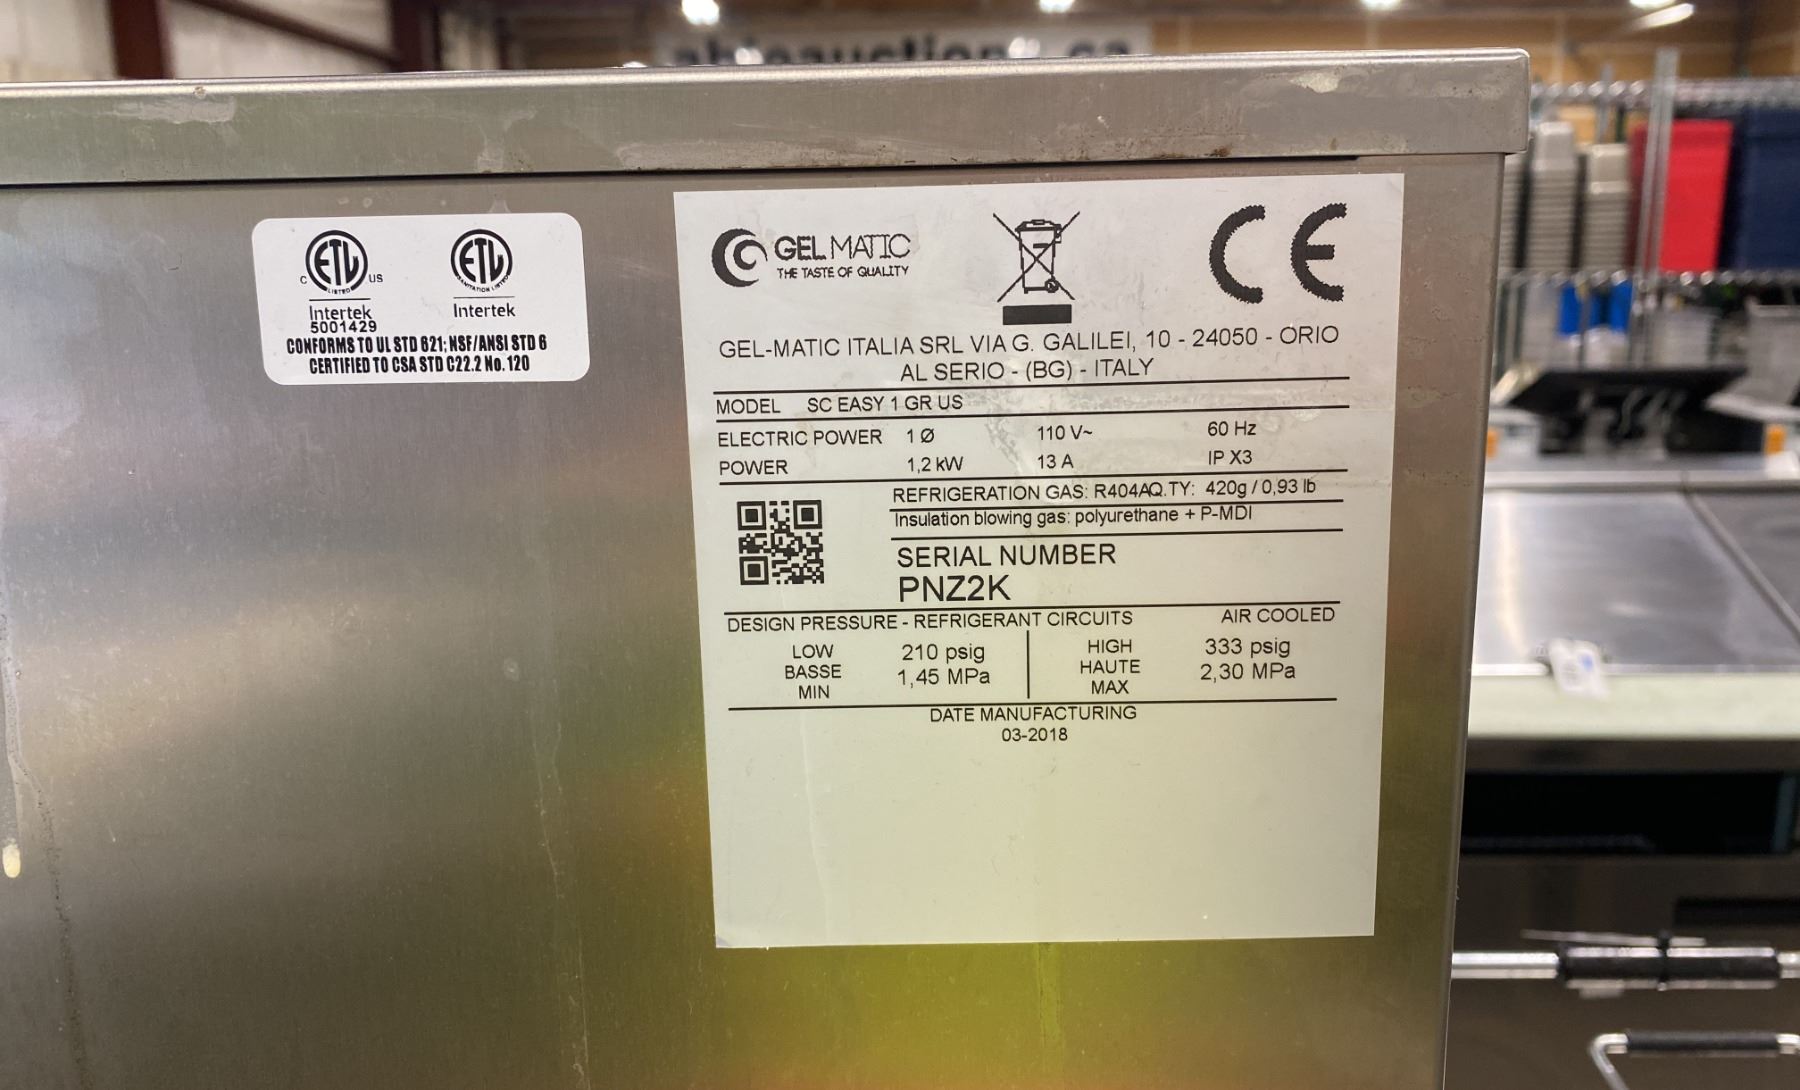 C ETL US
LISTED
Intertek
5001429
ETL
SANITATION LISTED
Intertek
CONFORMS TO UL STD 621; NSF/ANSI STD 6
CERTIFIED TO CSA STD C22.2 No. 120
GELMATIC
THE TASTE OF QUALITY
CE
GEL-MATIC ITALIA SRL VIA G. GALILEI, 10 - 24050 - ORIO
AL SERIO - (BG) - ITALY
MODEL SC EASY 1 GR US
ELECTRIC POWER 1 Ø 110 V~ 60 Hz
POWER 1,2 kW 13 A IP X3
REFRIGERATION GAS: R404AQ.TY: 420g / 0,93 lb
Insulation blowing gas: polyurethane + P-MDI
SERIAL NUMBER
PNZ2K
DESIGN PRESSURE - REFRIGERANT CIRCUITS AIR COOLED
LOW 210 psig HIGH 333 psig
BASSE 1,45 MPa HAUTE 2,30 MPa
MIN MAX
DATE MANUFACTURING
03-2018